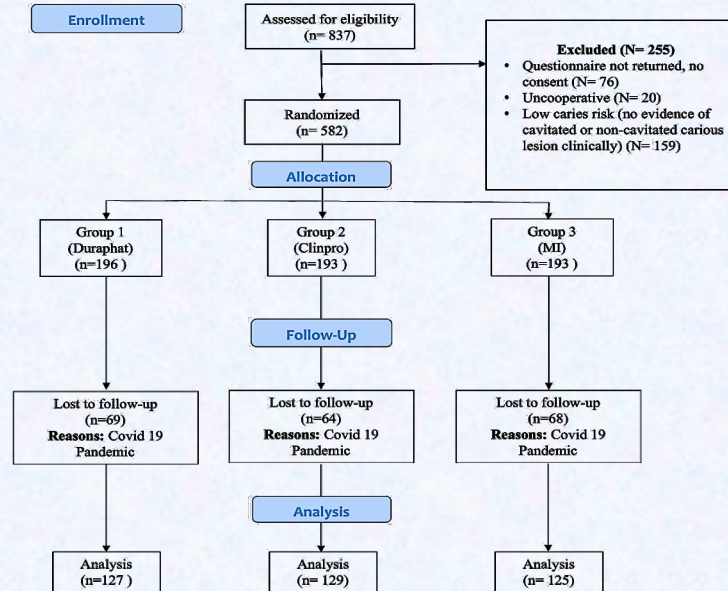 Enrollment
Assessed for eligibility
(n= 837)
Excluded (N= 255)
• Questionnaire not returned, no
consent (N= 76)
• Uncooperative (N= 20)
• Low caries risk (no evidence of
cavitated or non-cavitated carious
lesion clinically) (N= 159)
Randomized
(n= 582)
Allocation
Group 1
(Duraphat)
(n=196 )
Group 2
(Clinpro)
(n=193 )
Group 3
(MI)
(n=193 )
Follow-Up
Lost to follow-up
(n=69)
Reasons: Covid 19
Pandemic
Lost to follow-up
(n=64)
Reasons: Covid 19
Pandemic
Lost to follow-up
(n=68)
Reasons: Covid 19
Pandemic
Analysis
Analysis
(n=127 )
Analysis
(n= 129)
Analysis
(n= 125)